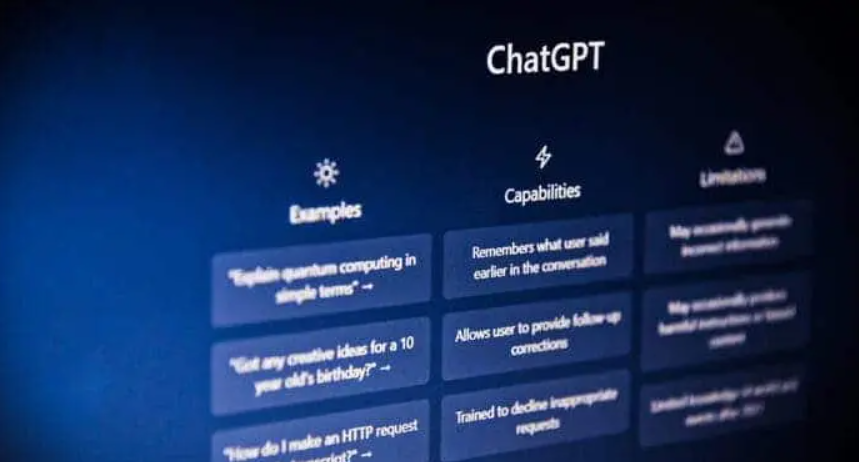 ChatGPT
Examples
Capabilities
Limitations
"Explain quantum computing in
simple terms" →
Remembers what user said
earlier in the conversation
May occasionally generate
incorrect information
"Got any creative ideas for a 10
year old's birthday?" →
Allows user to provide follow-up
corrections
May occasionally produce
harmful instructions or biased
content
"How do I make an HTTP request
Trained to decline inappropriate
requests
Limited knowledge of world and
events after